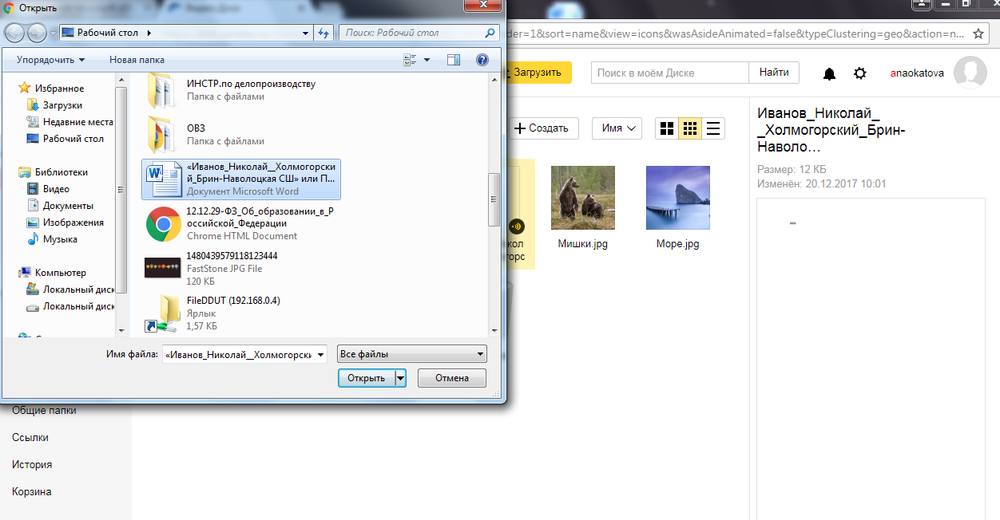 Открыть
Рабочий стол
Поиск: Рабочий стол
Упорядочить
Новая папка
Избранное
Загрузки
Недавние места
Рабочий стол
Библиотеки
Видео
Документы
Изображения
Музыка
Компьютер
Локальный дис
Локальный дис
ИНСТР.по делопроизводству
Папка с файлами
ОВЗ
Папка с файлами
«Иванов_Николай__Холмогорски
й_Брин-Наволоцкая СШ» или П...
Документ Microsoft Word
12.12.29-ФЗ_Об_образовании_в_Р
оссийской_Федерации
Chrome HTML Document
1480439579118123444
FastStone JPG File
120 КБ
FileDDUT (192.168.0.4)
Ярлык
1,57 КБ
Имя файла:
«Иванов_Николай__Холмогорски
Все файлы
Открыть
Отмена
der=1&sort=name&view=icons&wasAsideAnimated=false&typeClustering=geo&action=n...
Загрузить
Поиск в моём Диске
Найти
anaokatova
Создать
Имя
кол
горс
Мишки.jpg
Море.jpg
Иванов_Николай_
_Холмогорский_Брин-
Наволо...
Размер: 12 КБ
Изменён: 20.12.2017 10:01
Общие папки
Ссылки
История
Корзина